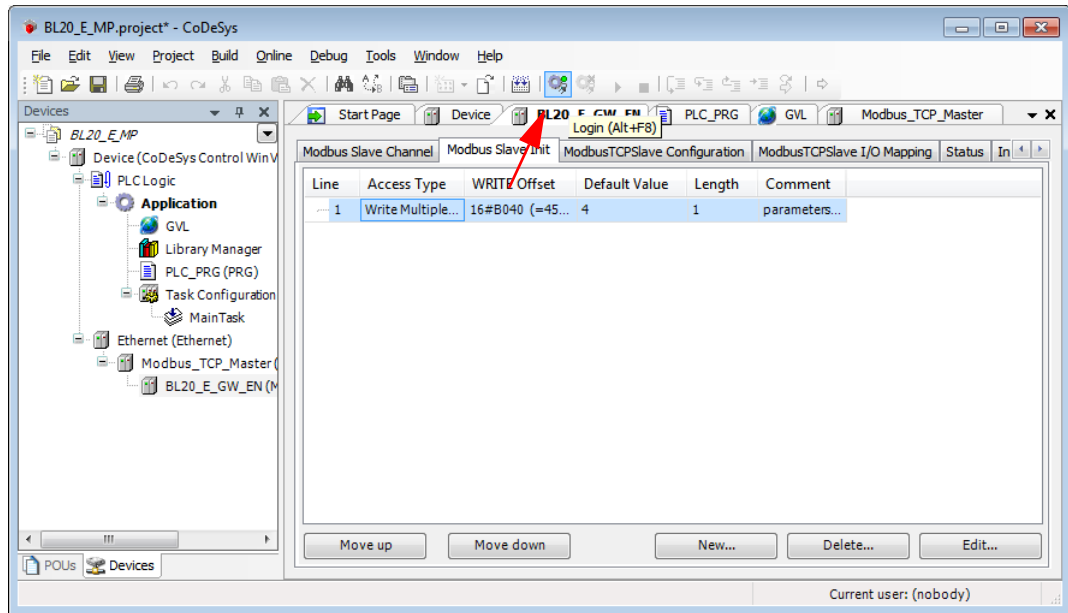 BL20_E_MP.project* - CoDeSys
File Edit View Project Build Online Debug Tools Window Help
Devices
Start Page Device BL20_E_GW_EN PLC_PRG GVL Modbus_TCP_Master
Login (Alt+F8)
BL20_E_MP
Device (CoDeSys Control Win V
PLC Logic
Application
GVL
Library Manager
PLC_PRG (PRG)
Task Configuration
MainTask
Ethernet (Ethernet)
Modbus_TCP_Master (
BL20_E_GW_EN (M
Modbus Slave Channel Modbus Slave Init ModbusTCPSlave Configuration ModbusTCPSlave I/O Mapping Status In
Line Access Type WRITE Offset Default Value Length Comment
1 Write Multiple... 16#B040 (=45... 4 1 parameters...
Move up Move down New... Delete... Edit...
POUs Devices
Current user: (nobody)